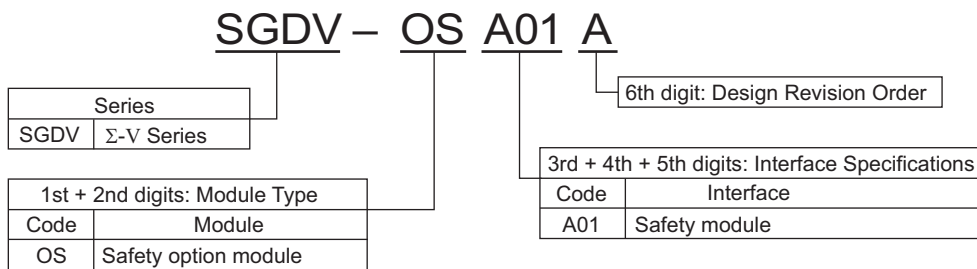 SGDV – OS A01 A
6th digit: Design Revision Order
Series
SGDV Σ-V Series
3rd + 4th + 5th digits: Interface Specifications
Code Interface
A01 Safety module
1st + 2nd digits: Module Type
Code Module
OS Safety option module